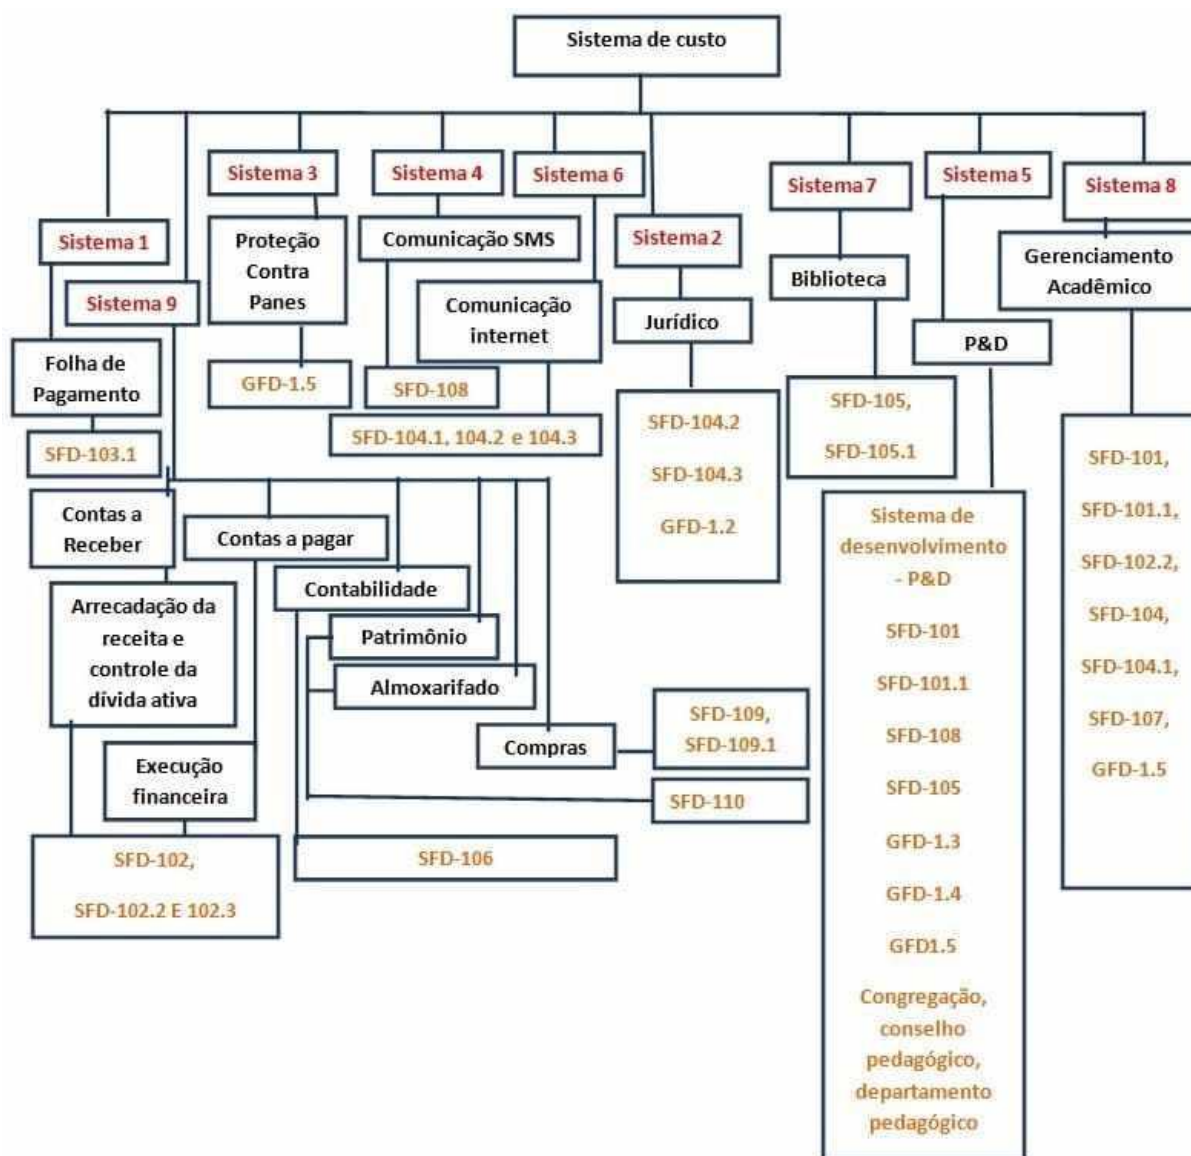 Sistema de custo
Sistema 1
Folha de
Pagamento
SFD-103.1
Sistema 9
Contas a
Receber
Arrecadação da
receita e
controle da
dívida ativa
Contas a pagar
Execução
financeira
SFD-102,
SFD-102.2 E 102.3
Contabilidade
SFD-106
Patrimônio
Almoxarifado
SFD-110
Compras
SFD-109,
SFD-109.1
Sistema 3
Proteção
Contra
Panes
GFD-1.5
Sistema 4
Comunicação SMS
SFD-108
Sistema 6
Comunicação
internet
SFD-104.1, 104.2 e 104.3
Sistema 2
Jurídico
SFD-104.2
SFD-104.3
GFD-1.2
Sistema 7
Biblioteca
SFD-105,
SFD-105.1
Sistema 5
P&D
Sistema de
desenvolvimento
- P&D
SFD-101
SFD-101.1
SFD-108
SFD-105
GFD-1.3
GFD-1.4
GFD1.5
Congregação,
conselho
pedagógico,
departamento
pedagógico
Sistema 8
Gerenciamento
Acadêmico
SFD-101,
SFD-101.1,
SFD-102.2,
SFD-104,
SFD-104.1,
SFD-107,
GFD-1.5